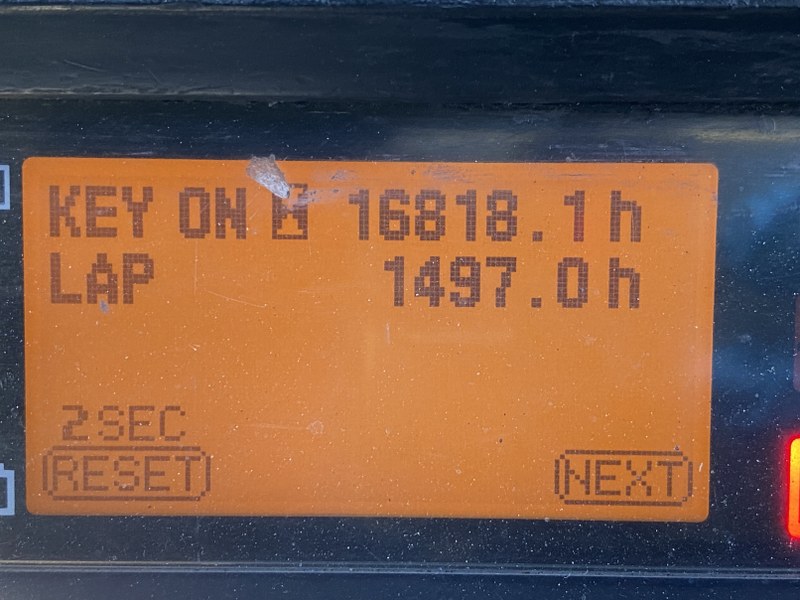 KEY ON 16818.1h
LAP 1497.0h
2SEC
RESET NEXT